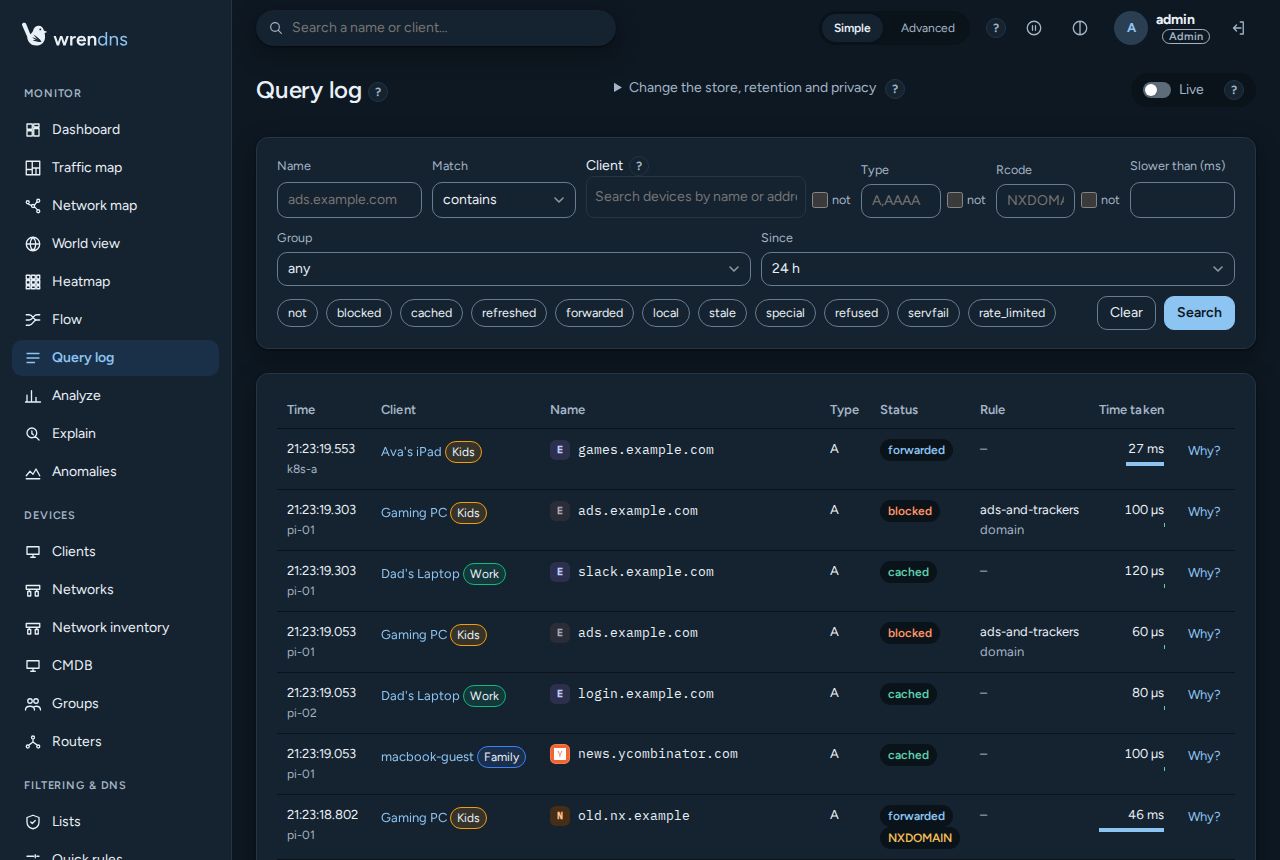 wrendns
Search a name or client...
Simple
Advanced
?
A
admin
Admin
MONITOR
Dashboard
Traffic map
Network map
World view
Heatmap
Flow
Query log
Analyze
Explain
Anomalies
DEVICES
Clients
Networks
Network inventory
CMDB
Groups
Routers
FILTERING & DNS
Lists
Quick rules
Query log ?
Change the store, retention and privacy ?
Live ?
Name
Match
Client ?
Type
Rcode
Slower than (ms)
ads.example.com
contains
Search devices by name or addr
not
A,AAAA
not
NXDOM
not
Group
Since
any
24 h
not blocked cached refreshed forwarded local stale special refused servfail rate_limited
Clear
Search
Time Client Name Type Status Rule Time taken
21:23:19.553 Ava's iPad Kids E games.example.com A forwarded – 27 ms Why?
k8s-a
21:23:19.303 Gaming PC Kids E ads.example.com A blocked ads-and-trackers 100 µs Why?
pi-01 domain
21:23:19.303 Dad's Laptop Work E slack.example.com A cached – 120 µs Why?
pi-01
21:23:19.053 Gaming PC Kids E ads.example.com A blocked ads-and-trackers 60 µs Why?
pi-01 domain
21:23:19.053 Dad's Laptop Work E login.example.com A cached – 80 µs Why?
pi-02
21:23:19.053 macbook-guest Family Y news.ycombinator.com A cached – 100 µs Why?
pi-01
21:23:18.802 Gaming PC Kids N old.nx.example A forwarded – 46 ms Why?
pi-01 NXDOMAIN